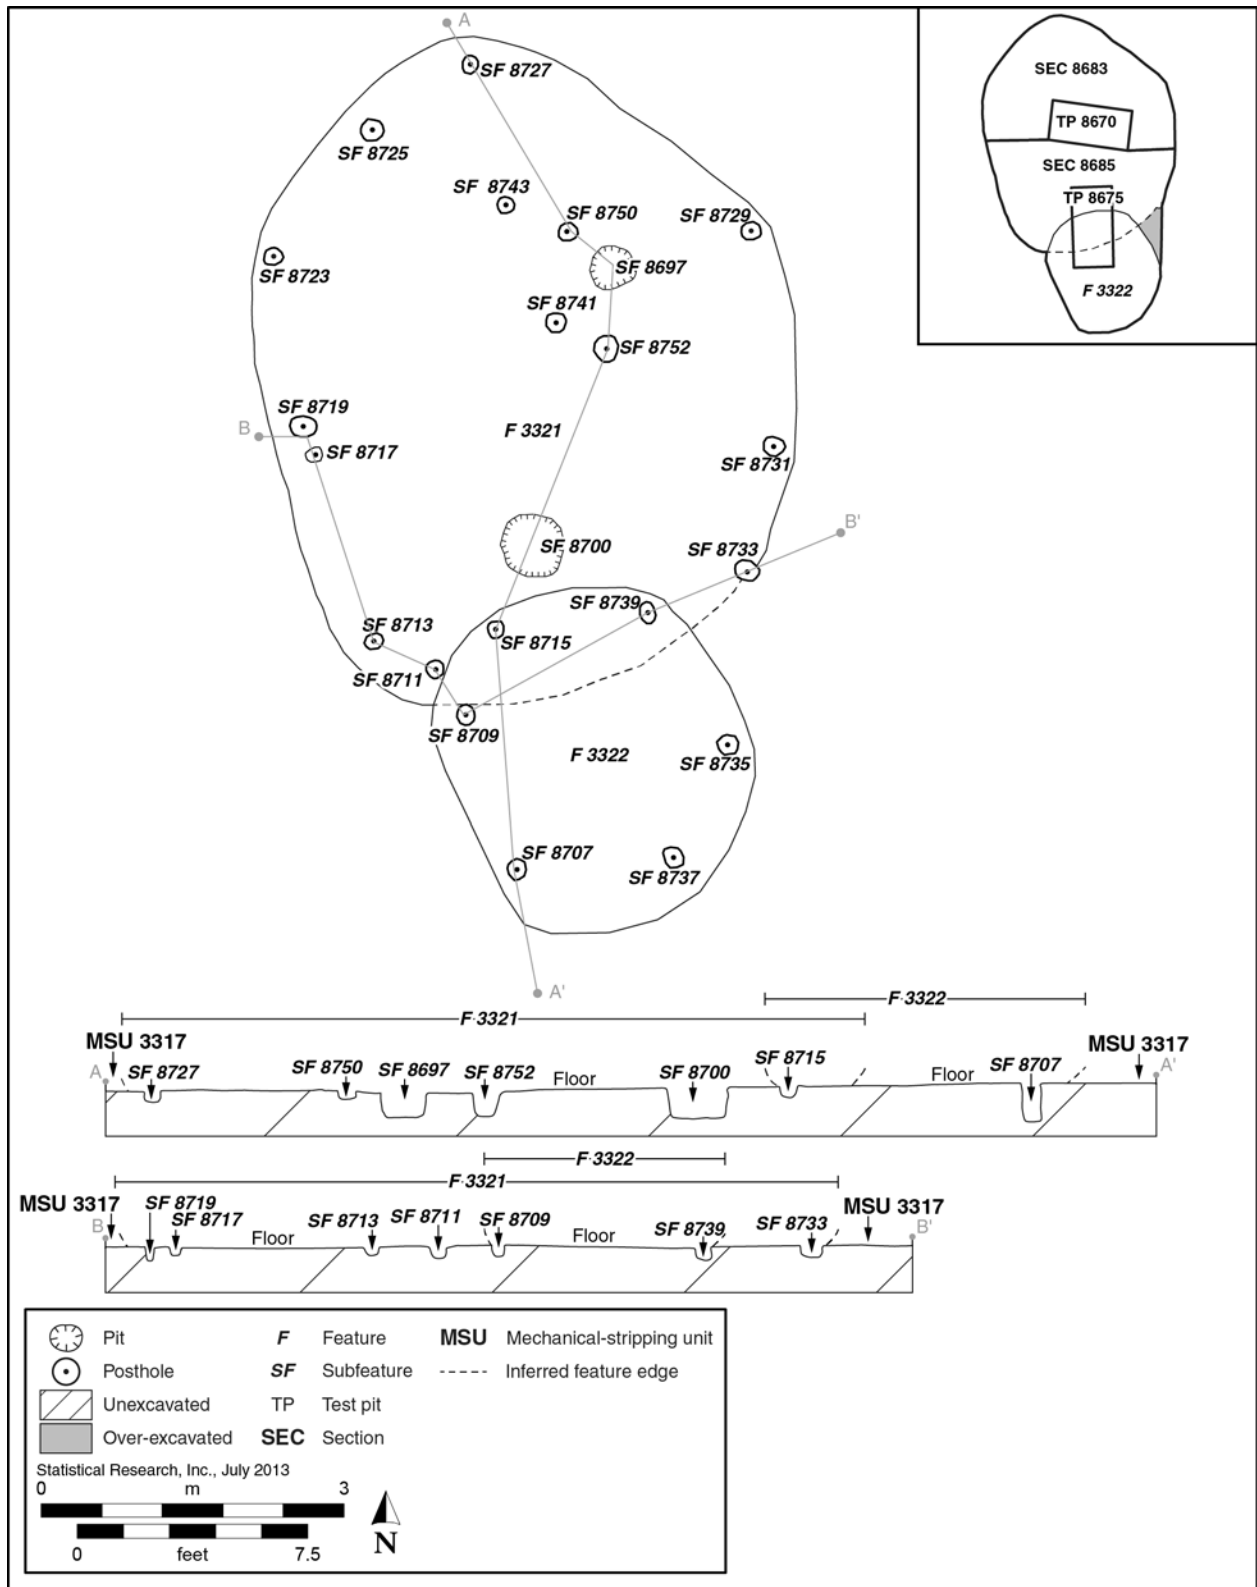 A
SF 8727
SF 8725
SF 8743
SF 8750
SF 8729
SF 8723
SF 8697
SF 8741
SF 8752
SF 8719
B
F 3321
SF 8717
SF 8731
B'
SF 8700
SF 8733
SF 8739
SF 8713
SF 8715
SF 8711
SF 8709
F 3322
SF 8735
SF 8707
SF 8737
A'
SEC 8683
TP 8670
SEC 8685
TP 8675
F 3322
F 3322
F 3321
MSU 3317
MSU 3317
A
SF 8727
SF 8750
SF 8697
SF 8752
Floor
SF 8700
SF 8715
Floor
SF 8707
A'
F 3322
F 3321
MSU 3317
SF 8719
MSU 3317
B
SF 8717
Floor
SF 8713
SF 8711
SF 8709
Floor
SF 8739
SF 8733
B'
Pit
F Feature
MSU Mechanical-stripping unit
Posthole
SF Subfeature
Inferred feature edge
Unexcavated
TP Test pit
Over-excavated
SEC Section
Statistical Research, Inc., July 2013
0 m 3
0 feet 7.5
N